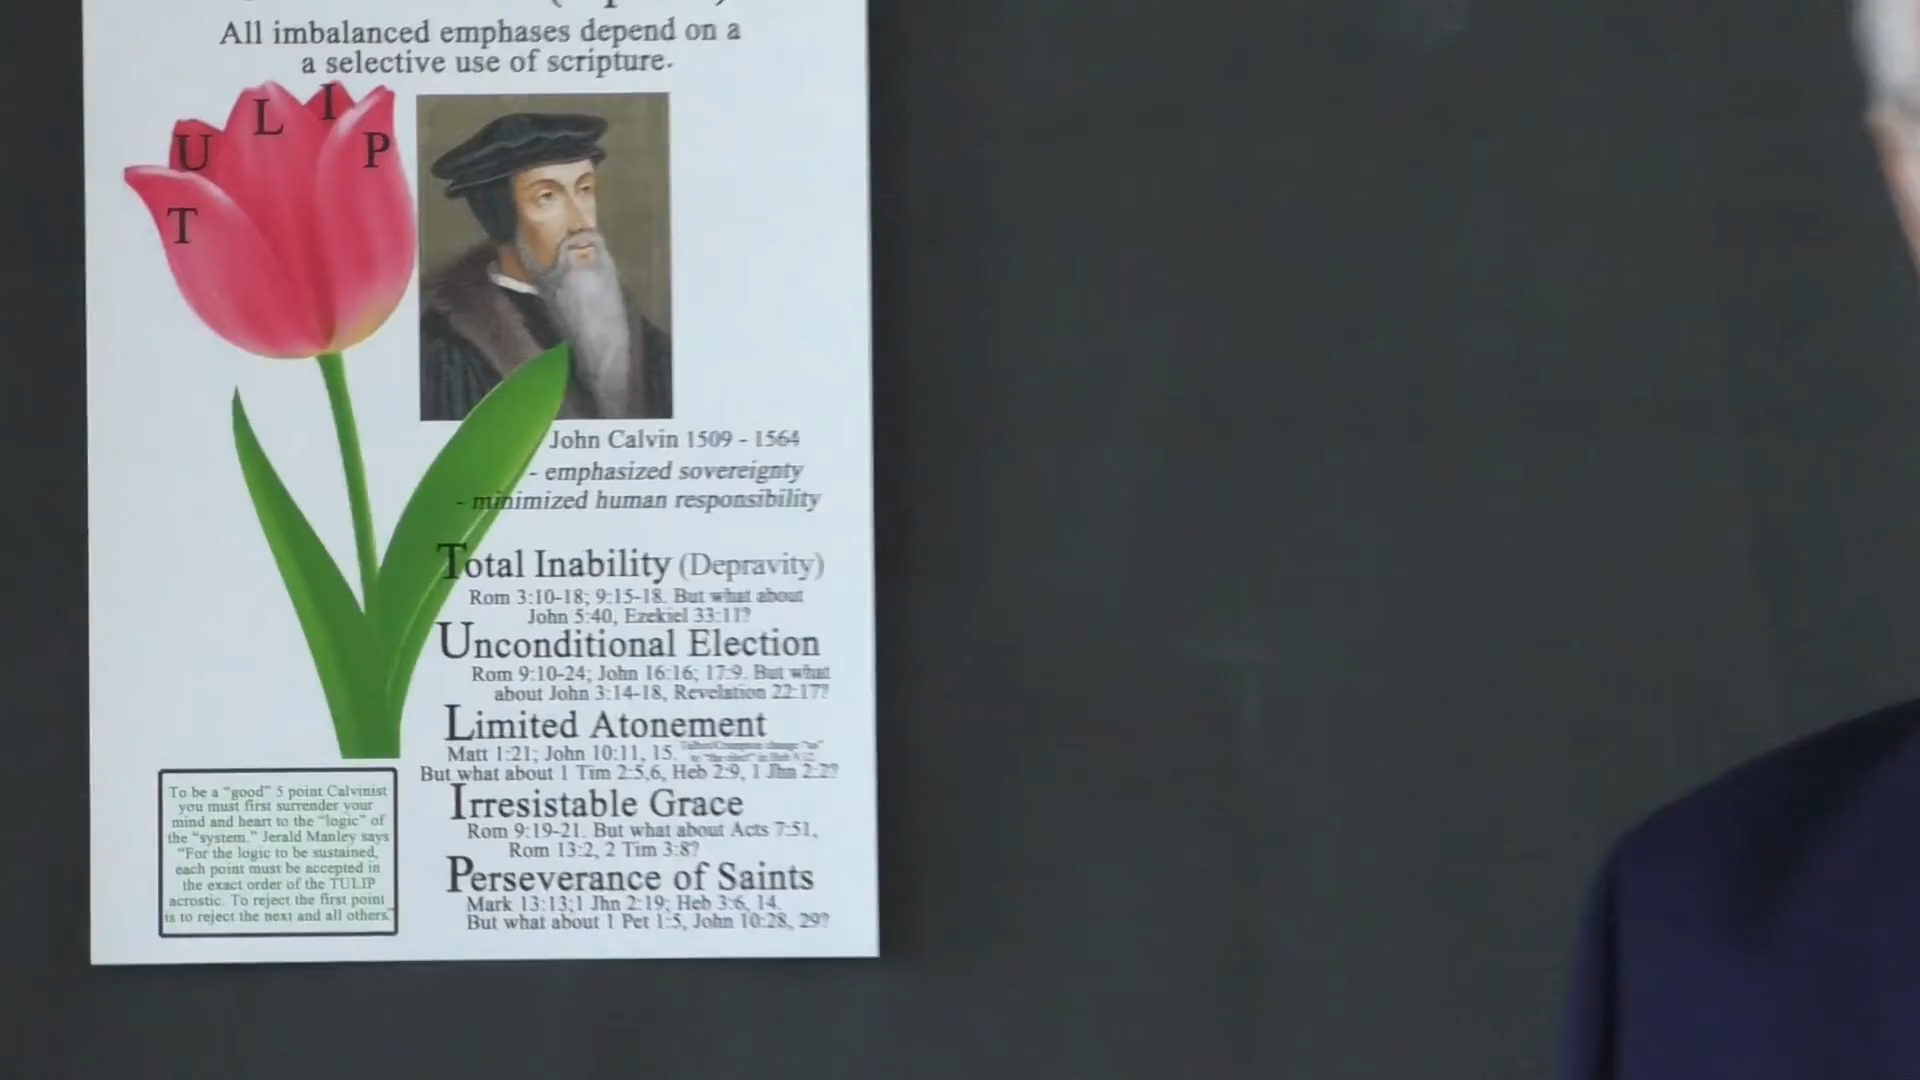 All imbalanced emphases depend on a
a selective use of scripture.
T U L I P
John Calvin 1509 - 1564
- emphasized sovereignty
- minimized human responsibility
Total Inability (Depravity)
Rom 3:10-18; 9:15-18. But what about
John 5:40, Ezekiel 33:11?
Unconditional Election
Rom 9:10-24; John 16:16; 17:9. But what
about John 3:14-18, Revelation 22:17?
Limited Atonement
Matt 1:21; John 10:11, 15.
But what about 1 Tim 2:5,6, Heb 2:9, 1 Jhn 2:2?
Irresistable Grace
Rom 9:19-21. But what about Acts 7:51,
Rom 13:2, 2 Tim 3:8?
Perseverance of Saints
Mark 13:13;1 Jhn 2:19; Heb 3:6, 14.
But what about 1 Pet 1:5, John 10:28, 29?
To be a "good" 5 point Calvinist
you must first surrender your
mind and heart to the "logic" of
the "system." Jerald Manley says
"For the logic to be sustained,
each point must be accepted in
the exact order of the TULIP
acrostic. To reject the first point
is to reject the next and all others."